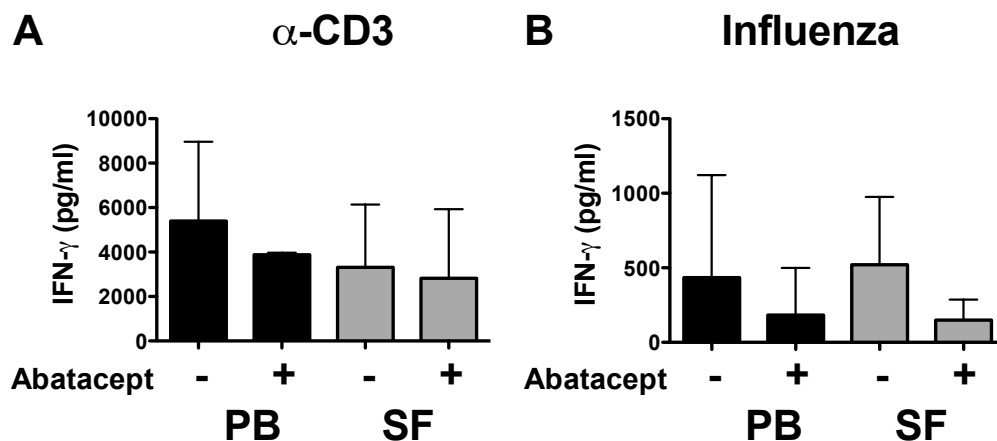 A α-CD3
IFN-γ (pg/ml)
10000
8000
6000
4000
2000
0
Abatacept - + - +
PB SF
B Influenza
IFN-γ (pg/ml)
1500
1000
500
0
Abatacept - + - +
PB SF